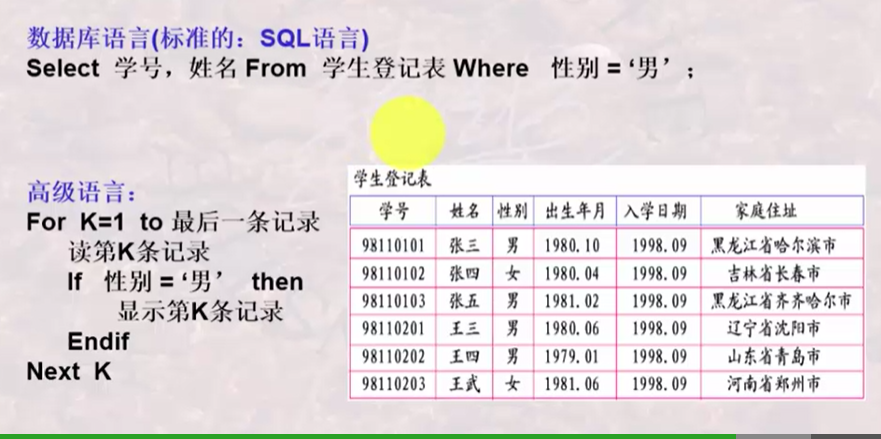 数据库语言(标准的：SQL语言)
Select 学号，姓名 From 学生登记表 Where 性别 = ‘男’；
高级语言：
For K=1 to 最后一条记录
读第K条记录
If 性别 = ‘男’ then
显示第K条记录
Endif
Next K
学生登记表
学号 姓名 性别 出生年月 入学日期 家庭住址
98110101 张三 男 1980.10 1998.09 黑龙江省哈尔滨市
98110102 张四 女 1980.04 1998.09 吉林省长春市
98110103 张五 男 1981.02 1998.09 黑龙江省齐齐哈尔市
98110201 王三 男 1980.06 1998.09 辽宁省沈阳市
98110202 王四 男 1979.01 1998.09 山东省青岛市
98110203 王武 女 1981.06 1998.09 河南省郑州市